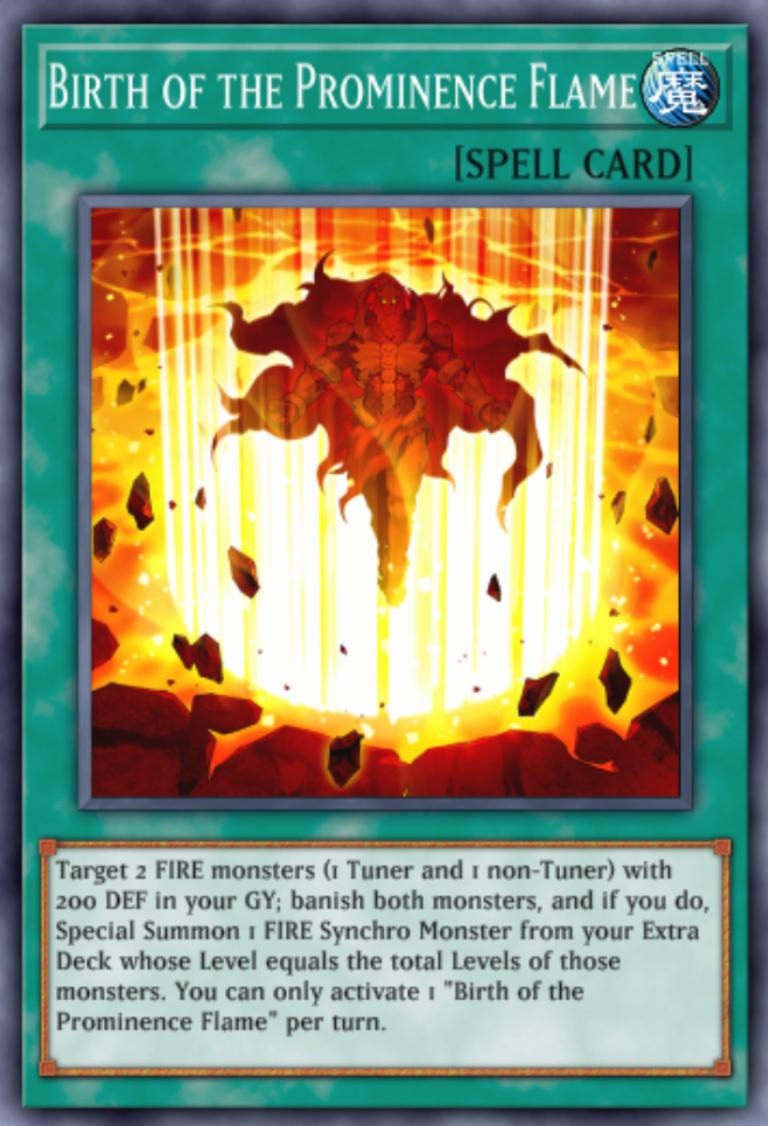 BIRTH OF THE PROMINENCE FLAME
SPELL
魔
[SPELL CARD]
Target 2 FIRE monsters (1 Tuner and 1 non-Tuner) with
200 DEF in your GY; banish both monsters, and if you do,
Special Summon 1 FIRE Synchro Monster from your Extra
Deck whose Level equals the total Levels of those
monsters. You can only activate 1 "Birth of the
Prominence Flame" per turn.